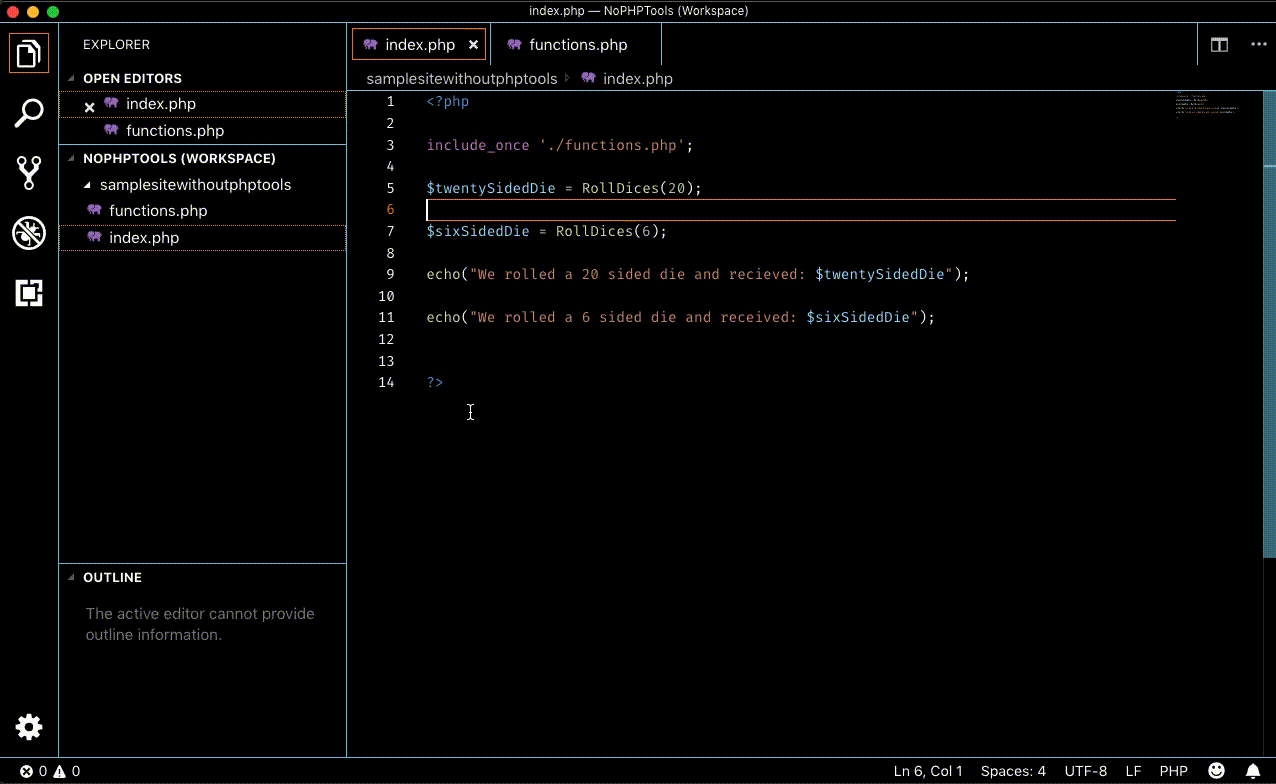 index.php — NoPHPTools (Workspace)
EXPLORER
OPEN EDITORS
index.php
functions.php
NOPHPTOOLS (WORKSPACE)
samplesitewithoutphptools
functions.php
index.php
OUTLINE
The active editor cannot provide
outline information.
index.php
functions.php
samplesitewithoutphptools index.php
1 <?php
2
3 include_once './functions.php';
4
5 $twentySidedDie = RollDices(20);
6
7 $sixSidedDie = RollDices(6);
8
9 echo("We rolled a 20 sided die and recieved: $twentySidedDie");
10
11 echo("We rolled a 6 sided die and received: $sixSidedDie");
12
13
14 ?>
0 0 Ln 6, Col 1 Spaces: 4 UTF-8 LF PHP